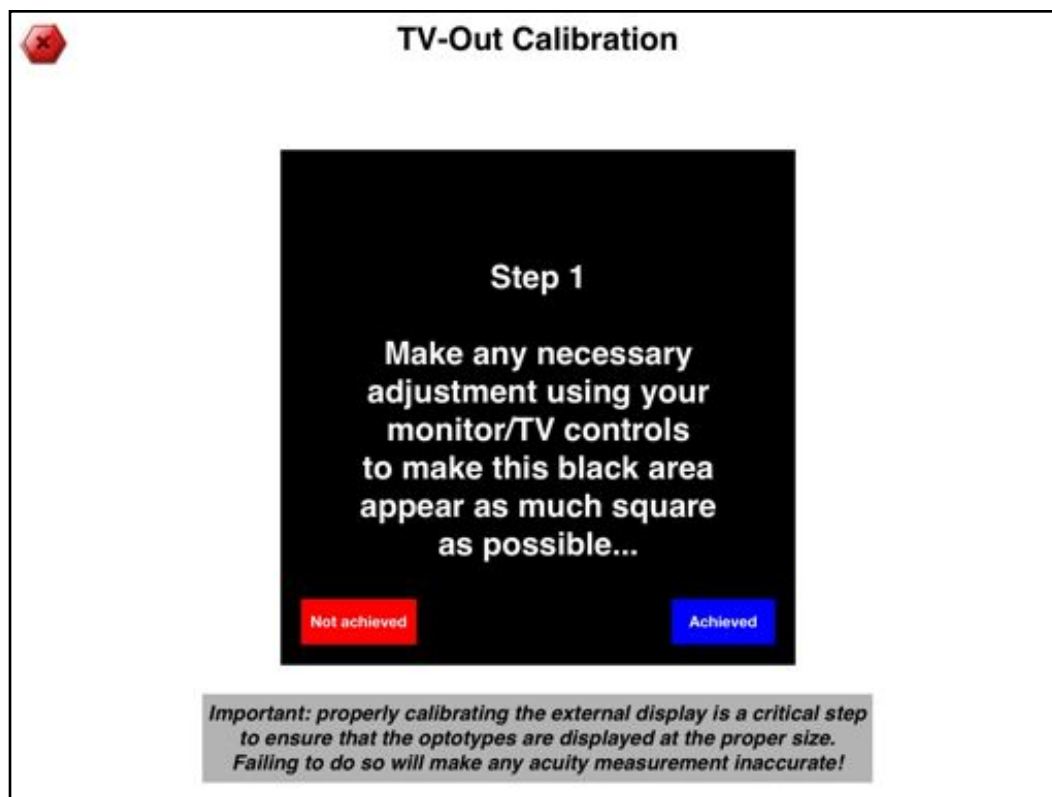 TV-Out Calibration
Step 1
Make any necessary
adjustment using your
monitor/TV controls
to make this black area
appear as much square
as possible...
Not achieved
Achieved
Important: properly calibrating the external display is a critical step
to ensure that the optotypes are displayed at the proper size.
Failing to do so will make any acuity measurement inaccurate!